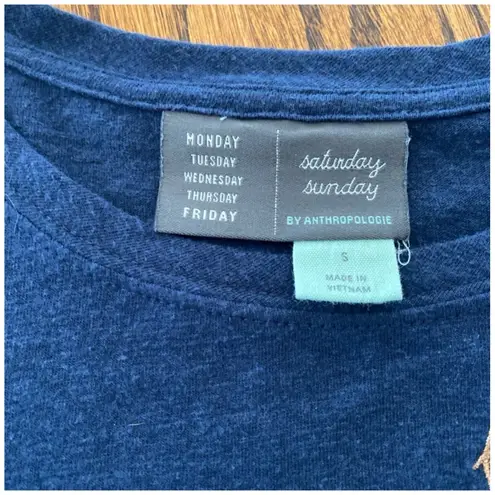 MONDAY
TUESDAY
WEDNESDAY
THURSDAY
FRIDAY
saturday
sunday
BY ANTHROPOLOGIE
S
MADE IN
VIETNAM